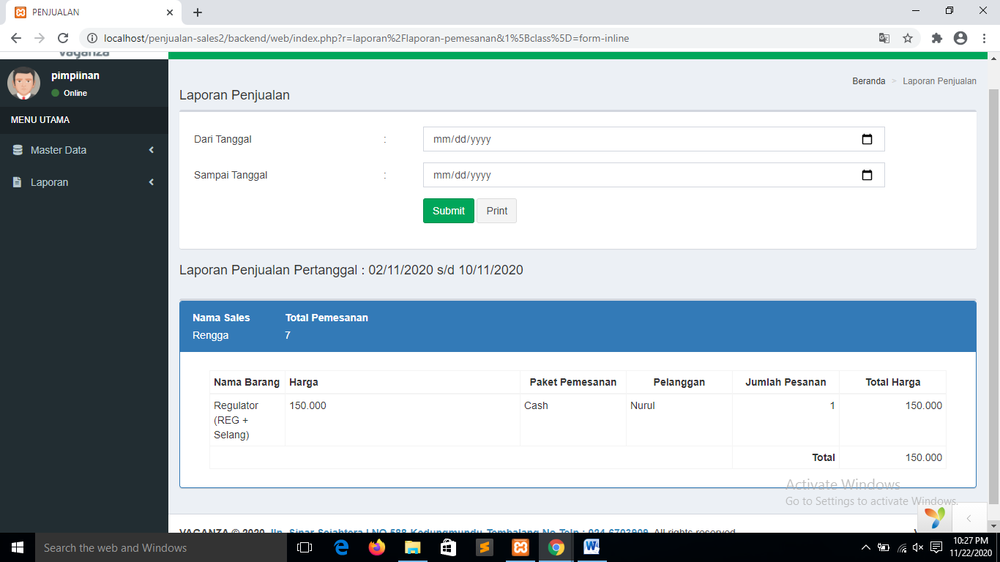 PENJUALAN
localhost/penjualan-sales2/backend/web/index.php?r=laporan%2Flaporan-pemesanan&1%5Bclass%5D=form-inline
vaganza
pimpiinan
Online
MENU UTAMA
Master Data
Laporan
Beranda > Laporan Penjualan
Laporan Penjualan
Dari Tanggal : mm/dd/yyyy
Sampai Tanggal : mm/dd/yyyy
Submit Print
Laporan Penjualan Pertanggal : 02/11/2020 s/d 10/11/2020
Nama Sales Total Pemesanan
Rengga 7
Nama Barang Harga Paket Pemesanan Pelanggan Jumlah Pesanan Total Harga
Regulator 150.000 Cash Nurul 1 150.000
(REG +
Selang)
Total 150.000
Activate Windows
Go to Settings to activate Windows.
VAGANZA © 2020 Jln. Sinar Sejahtera I NO 588 Kedungmundu-Tembalang No Telp : 024 6703909 All rights reserved
Search the web and Windows
10:27 PM
11/22/2020